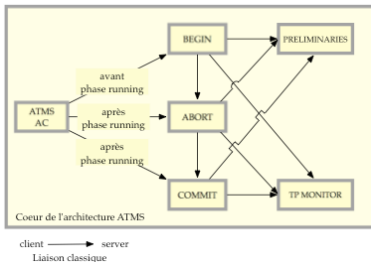 BEGIN
PRELIMINARIES
avant
phase running
ATMS
AC
après
phase running
ABORT
après
phase running
COMMIT
TP MONITOR
Coeur de l'architecture ATMS
client server
Liaison classique